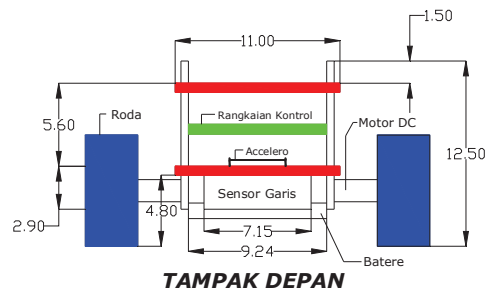 1.50
11.00
Roda
Rangkaian Kontrol
Motor DC
5.60
12.50
Accelero
Sensor Garis
2.90
4.80
7.15
9.24
Batere
TAMPAK DEPAN